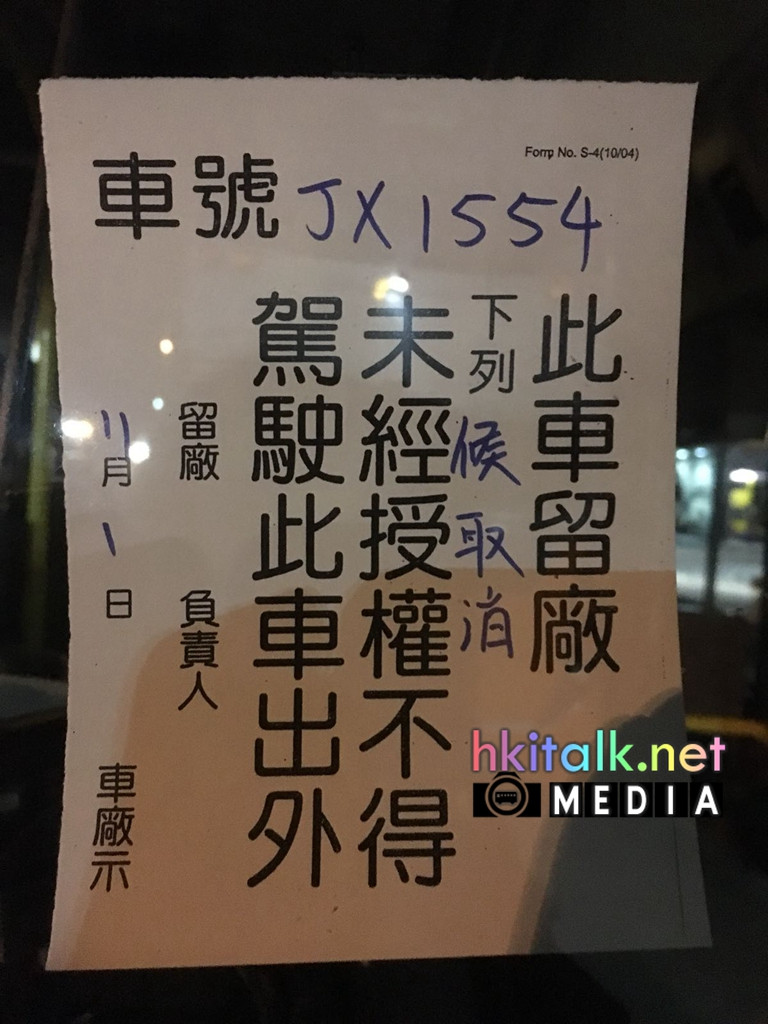 Form No. S-4(10/04)
車號 JX1554
此車留廠
下列候取消
未經授權不得
駕駛此車出外
留廠 負責人
11月1日 車廠示
hkitalk.net
MEDIA